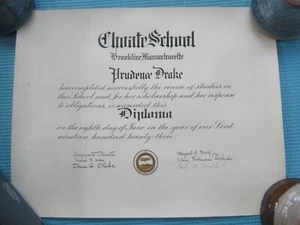 Choate School
Brookline Massachusetts
Prudence Drake
has completed successfully the course of studies in
this School and, for her scholarship and her response
to obligations, is awarded this
Diploma
on the eighth day of June in the year of our Lord
nineteen hundred twenty-three